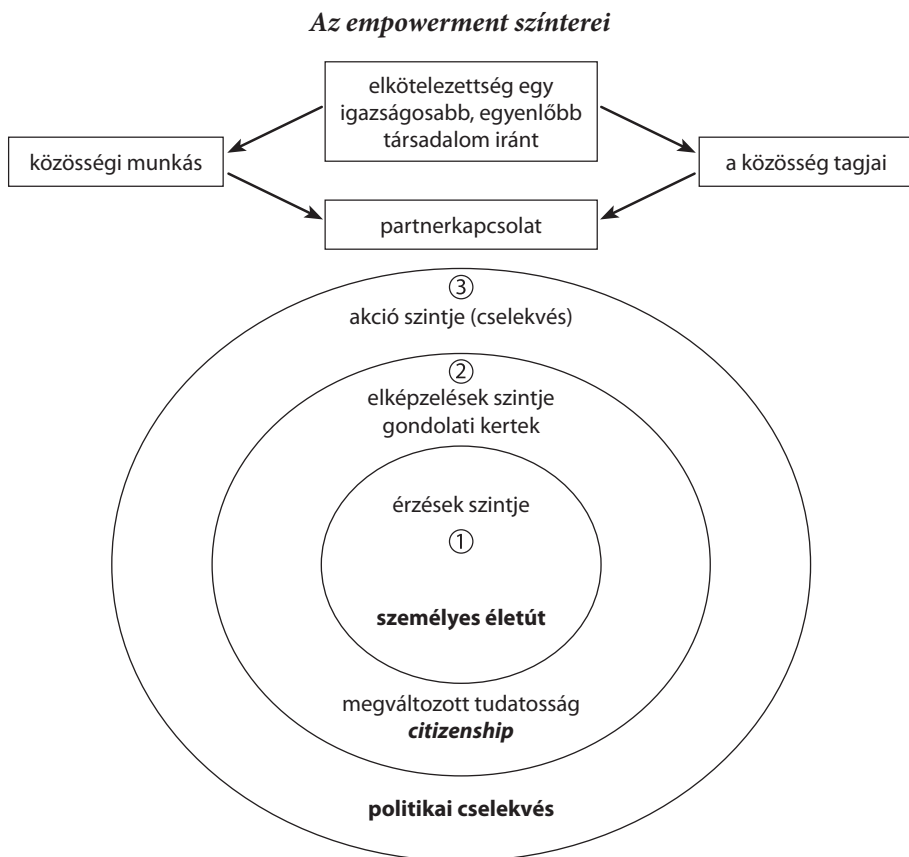 Az empowerment színterei
elkötelezettség egy
igazságosabb, egyenlőbb
társadalom iránt
közösségi munkás
a közösség tagjai
partnerkapcsolat
③
akció szintje (cselekvés)
②
elképzelések szintje
gondolati kertek
érzések szintje
①
személyes életút
megváltozott tudatosság
citizenship
politikai cselekvés